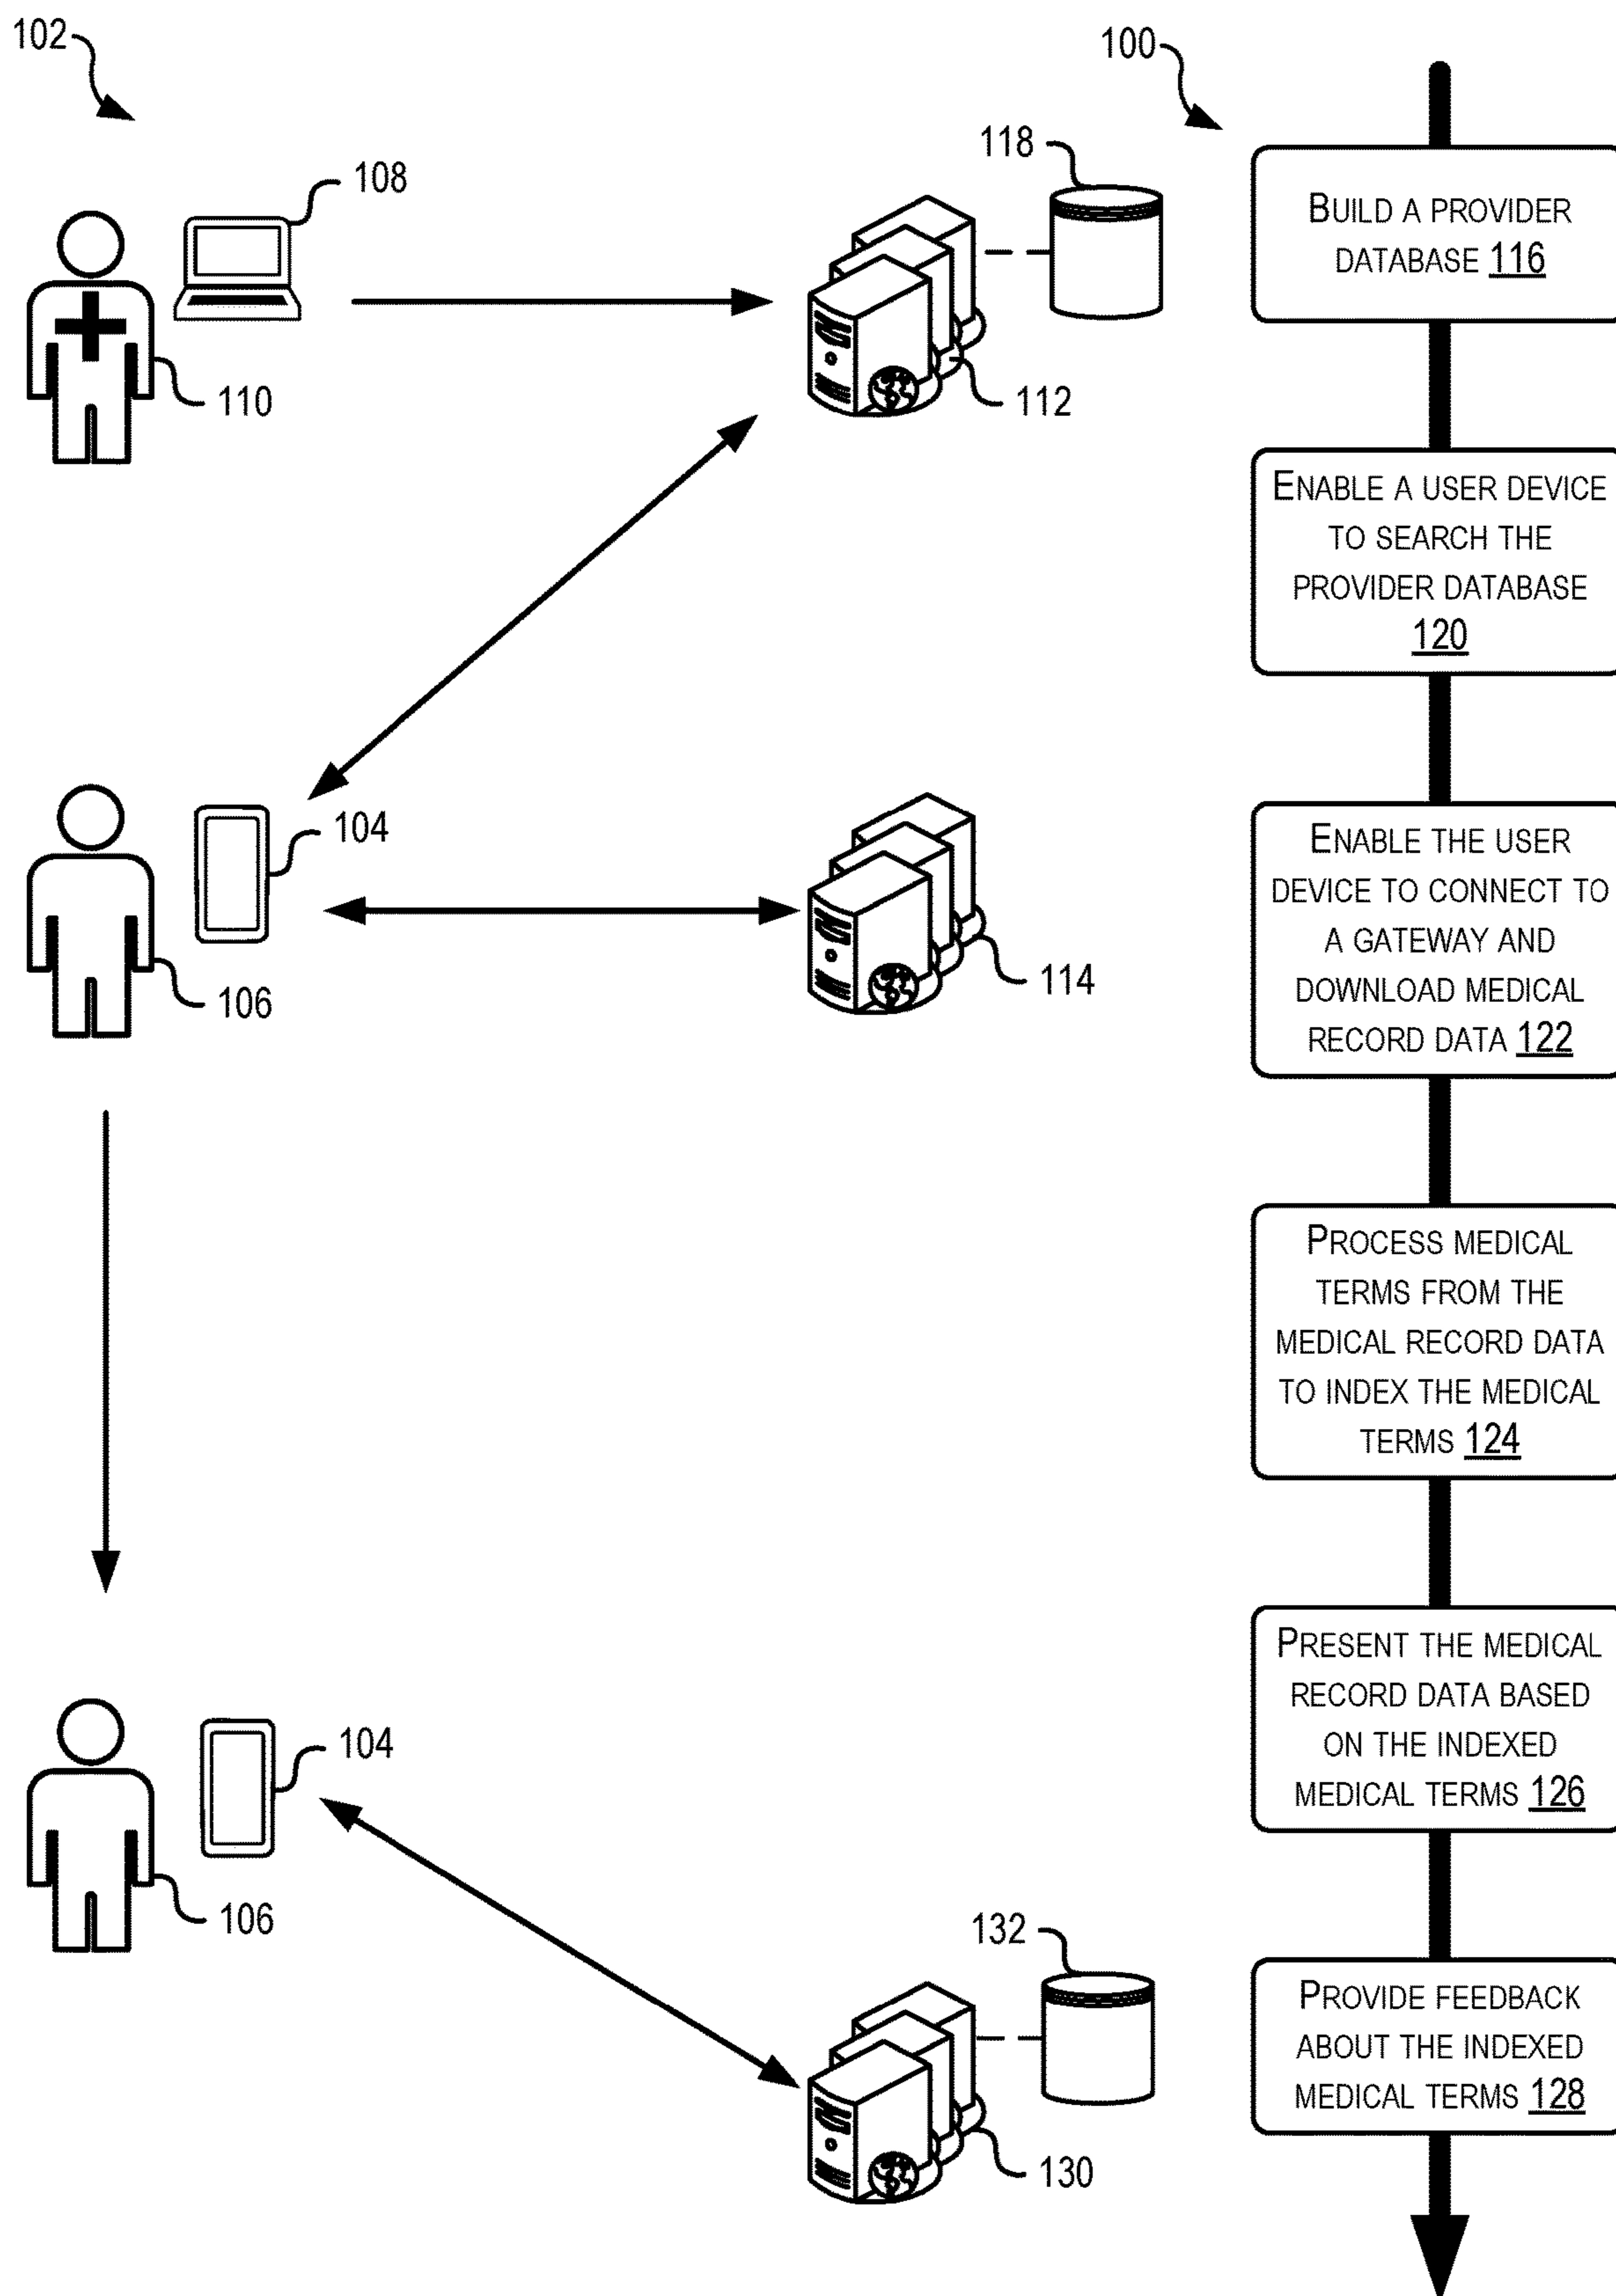 102
100
108
118
110
112
BUILD A PROVIDER
DATABASE 116
ENABLE A USER DEVICE
TO SEARCH THE
PROVIDER DATABASE
120
104
106
114
ENABLE THE USER
DEVICE TO CONNECT TO
A GATEWAY AND
DOWNLOAD MEDICAL
RECORD DATA 122
PROCESS MEDICAL
TERMS FROM THE
MEDICAL RECORD DATA
TO INDEX THE MEDICAL
TERMS 124
104
106
PRESENT THE MEDICAL
RECORD DATA BASED
ON THE INDEXED
MEDICAL TERMS 126
132
130
PROVIDE FEEDBACK
ABOUT THE INDEXED
MEDICAL TERMS 128